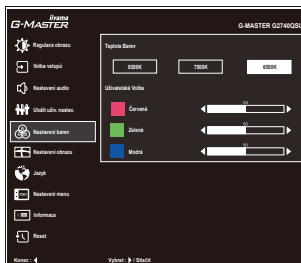 iiyama
G-MASTER
G-MASTER G2740QSU
Regulace obrazu
Volba vstupů
Nastavení audio
Uložit uživ. nastav.
Nastavení barev
Nastavení obrazu
Jazyk
Nastavení menu
Informace
Reset
Teplota Barev
9300K
7500K
6500K
Uživatelská Volba
Červená
50
Zelená
50
Modrá
50
Konec :
Vybrat : / Stlačit